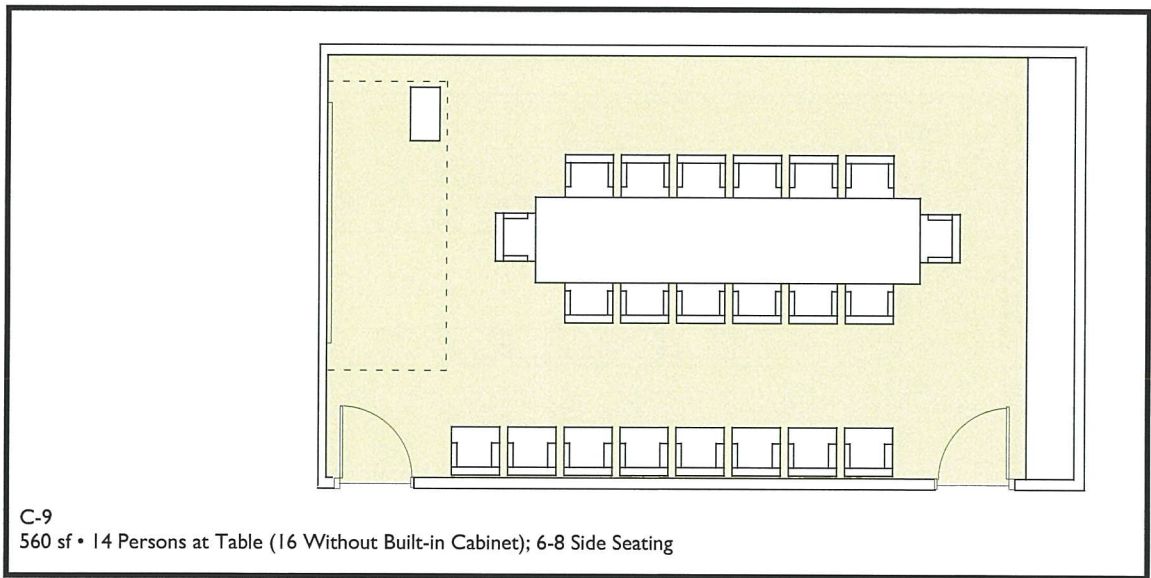 C-9
560 sf • 14 Persons at Table (16 Without Built-in Cabinet); 6-8 Side Seating